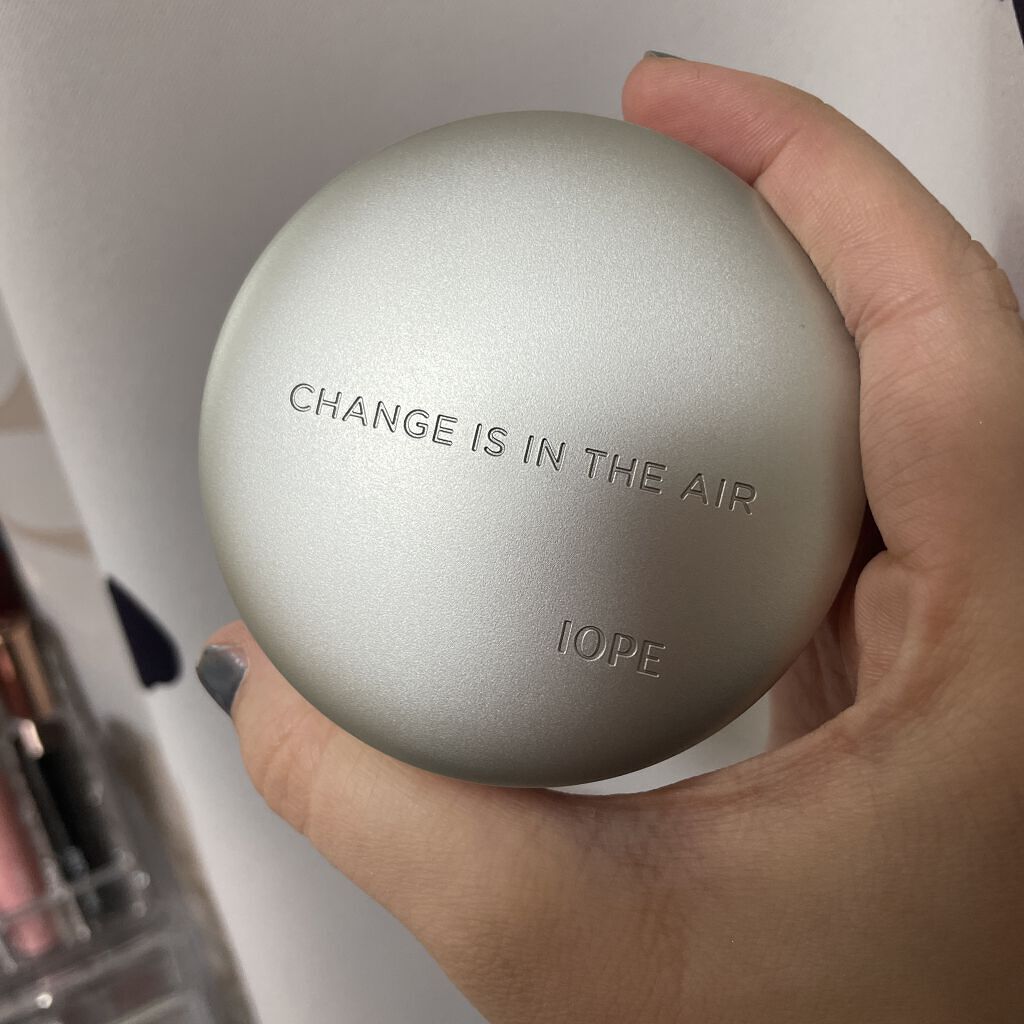 CHANGE IS IN THE AIR
IOPE